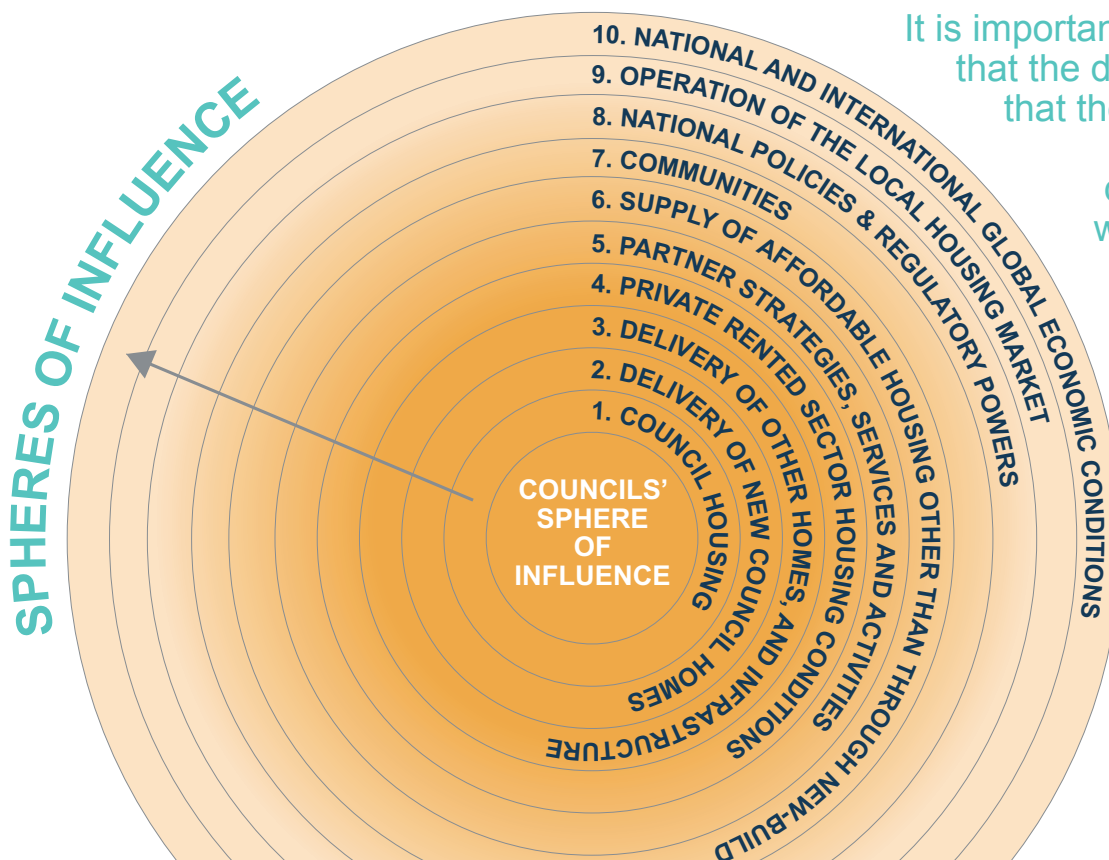 SPHERES OF INFLUENCE
It is importan
that the d
that the
w
10. NATIONAL AND INTERNATIONAL GLOBAL ECONOMIC CONDITIONS
9. OPERATION OF THE LOCAL HOUSING MARKET
8. NATIONAL POLICIES & REGULATORY POWERS
7. COMMUNITIES
6. SUPPLY OF AFFORDABLE HOUSING OTHER THAN THROUGH NEW-BUILD
5. PARTNER STRATEGIES, SERVICES AND ACTIVITIES
4. PRIVATE RENTED SECTOR HOUSING CONDITIONS
3. DELIVERY OF OTHER HOMES, AND INFRASTRUCTURE
2. DELIVERY OF NEW COUNCIL HOMES
1. COUNCIL HOUSING
COUNCILS'
SPHERE
OF
INFLUENCE